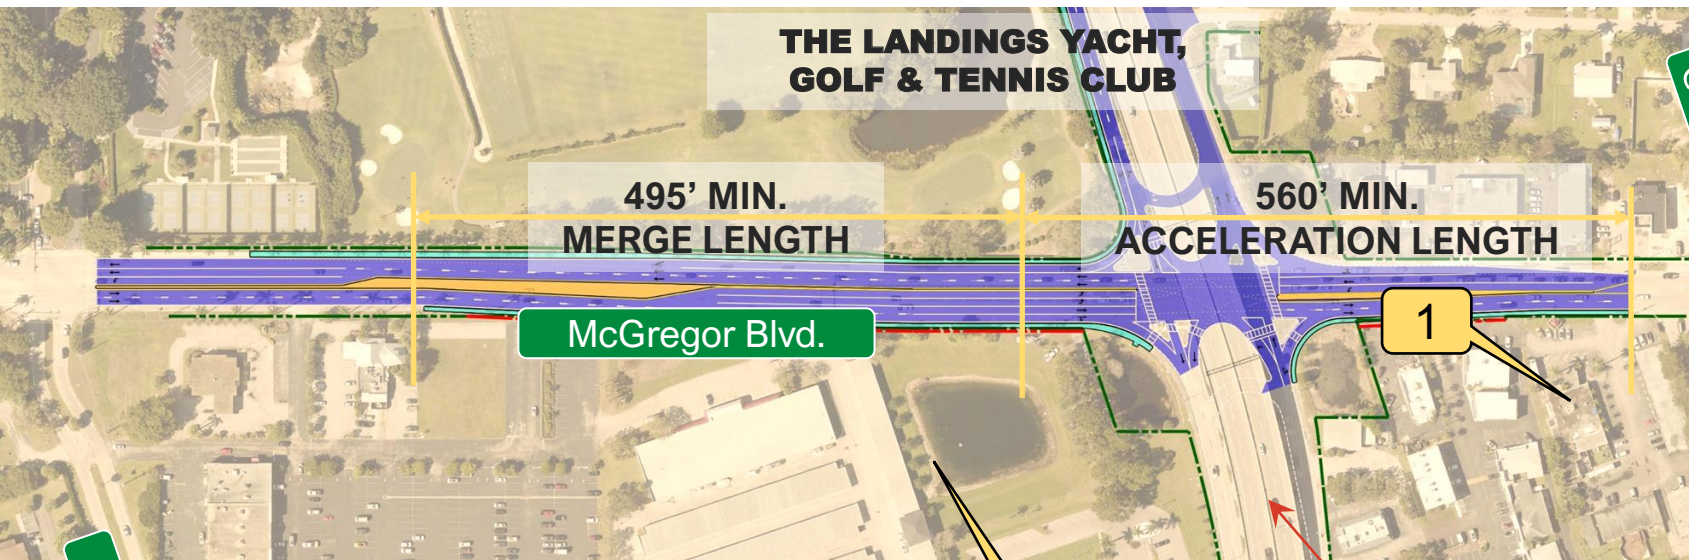 THE LANDINGS YACHT,
GOLF & TENNIS CLUB
495’ MIN.
MERGE LENGTH
560’ MIN.
ACCELERATION LENGTH
McGregor Blvd.
1